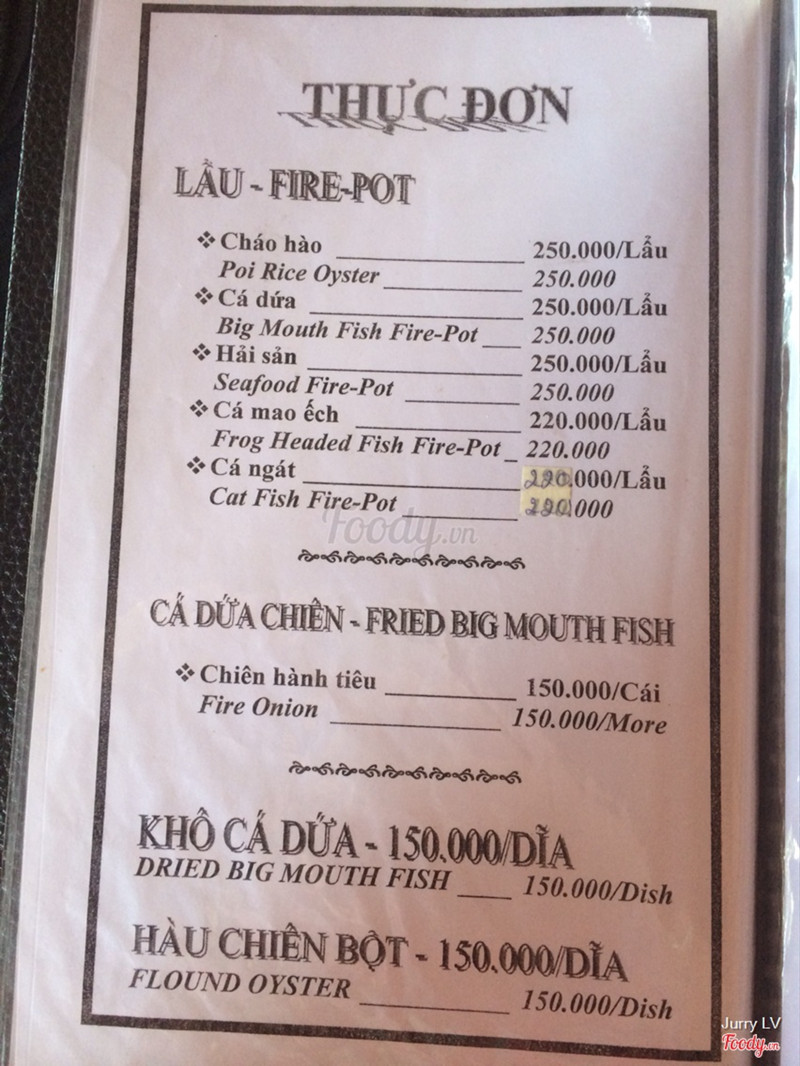 THỰC ĐƠN
LẨU - FIRE-POT
❖ Cháo hào 250.000/Lẩu
Poi Rice Oyster 250.000
❖ Cá dứa 250.000/Lẩu
Big Mouth Fish Fire-Pot 250.000
❖ Hải sản 250.000/Lẩu
Seafood Fire-Pot 250.000
❖ Cá mao ếch 220.000/Lẩu
Frog Headed Fish Fire-Pot 220.000
❖ Cá ngát 220.000/Lẩu
Cat Fish Fire-Pot 220.000
Foody.vn
CÁ DỨA CHIÊN - FRIED BIG MOUTH FISH
❖ Chiên hành tiêu 150.000/Cái
Fire Onion 150.000/More
KHÔ CÁ DỨA - 150.000/DĨA
DRIED BIG MOUTH FISH 150.000/Dish
HÀU CHIÊN BỘT - 150.000/DĨA
FLOUND OYSTER 150.000/Dish
Jurry LV
Foody.vn